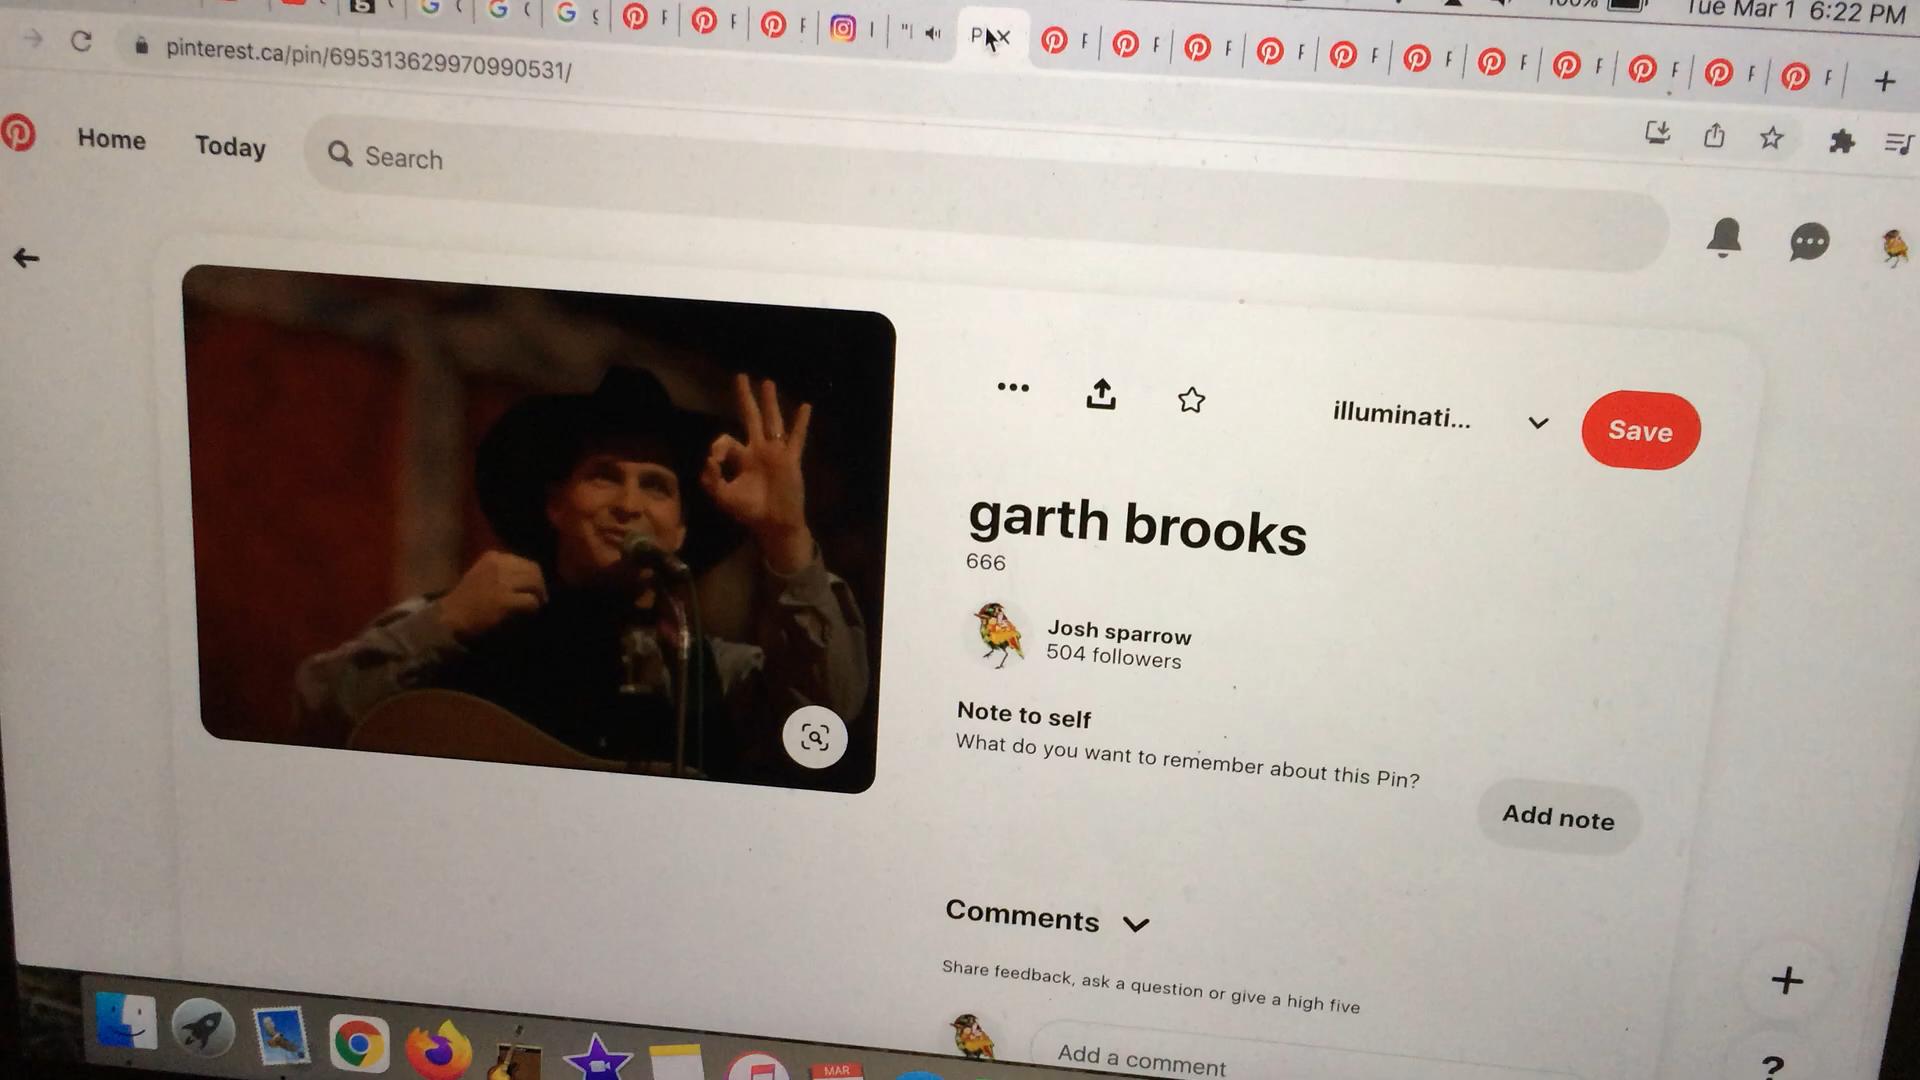 Tue Mar 1 6:22 PM
pinterest.ca/pin/695313629970990531/
Home
Today
Search
illuminati...
Save
garth brooks
666
Josh sparrow
504 followers
Note to self
What do you want to remember about this Pin?
Add note
Comments
Share feedback, ask a question or give a high five
Add a comment
MAR
?